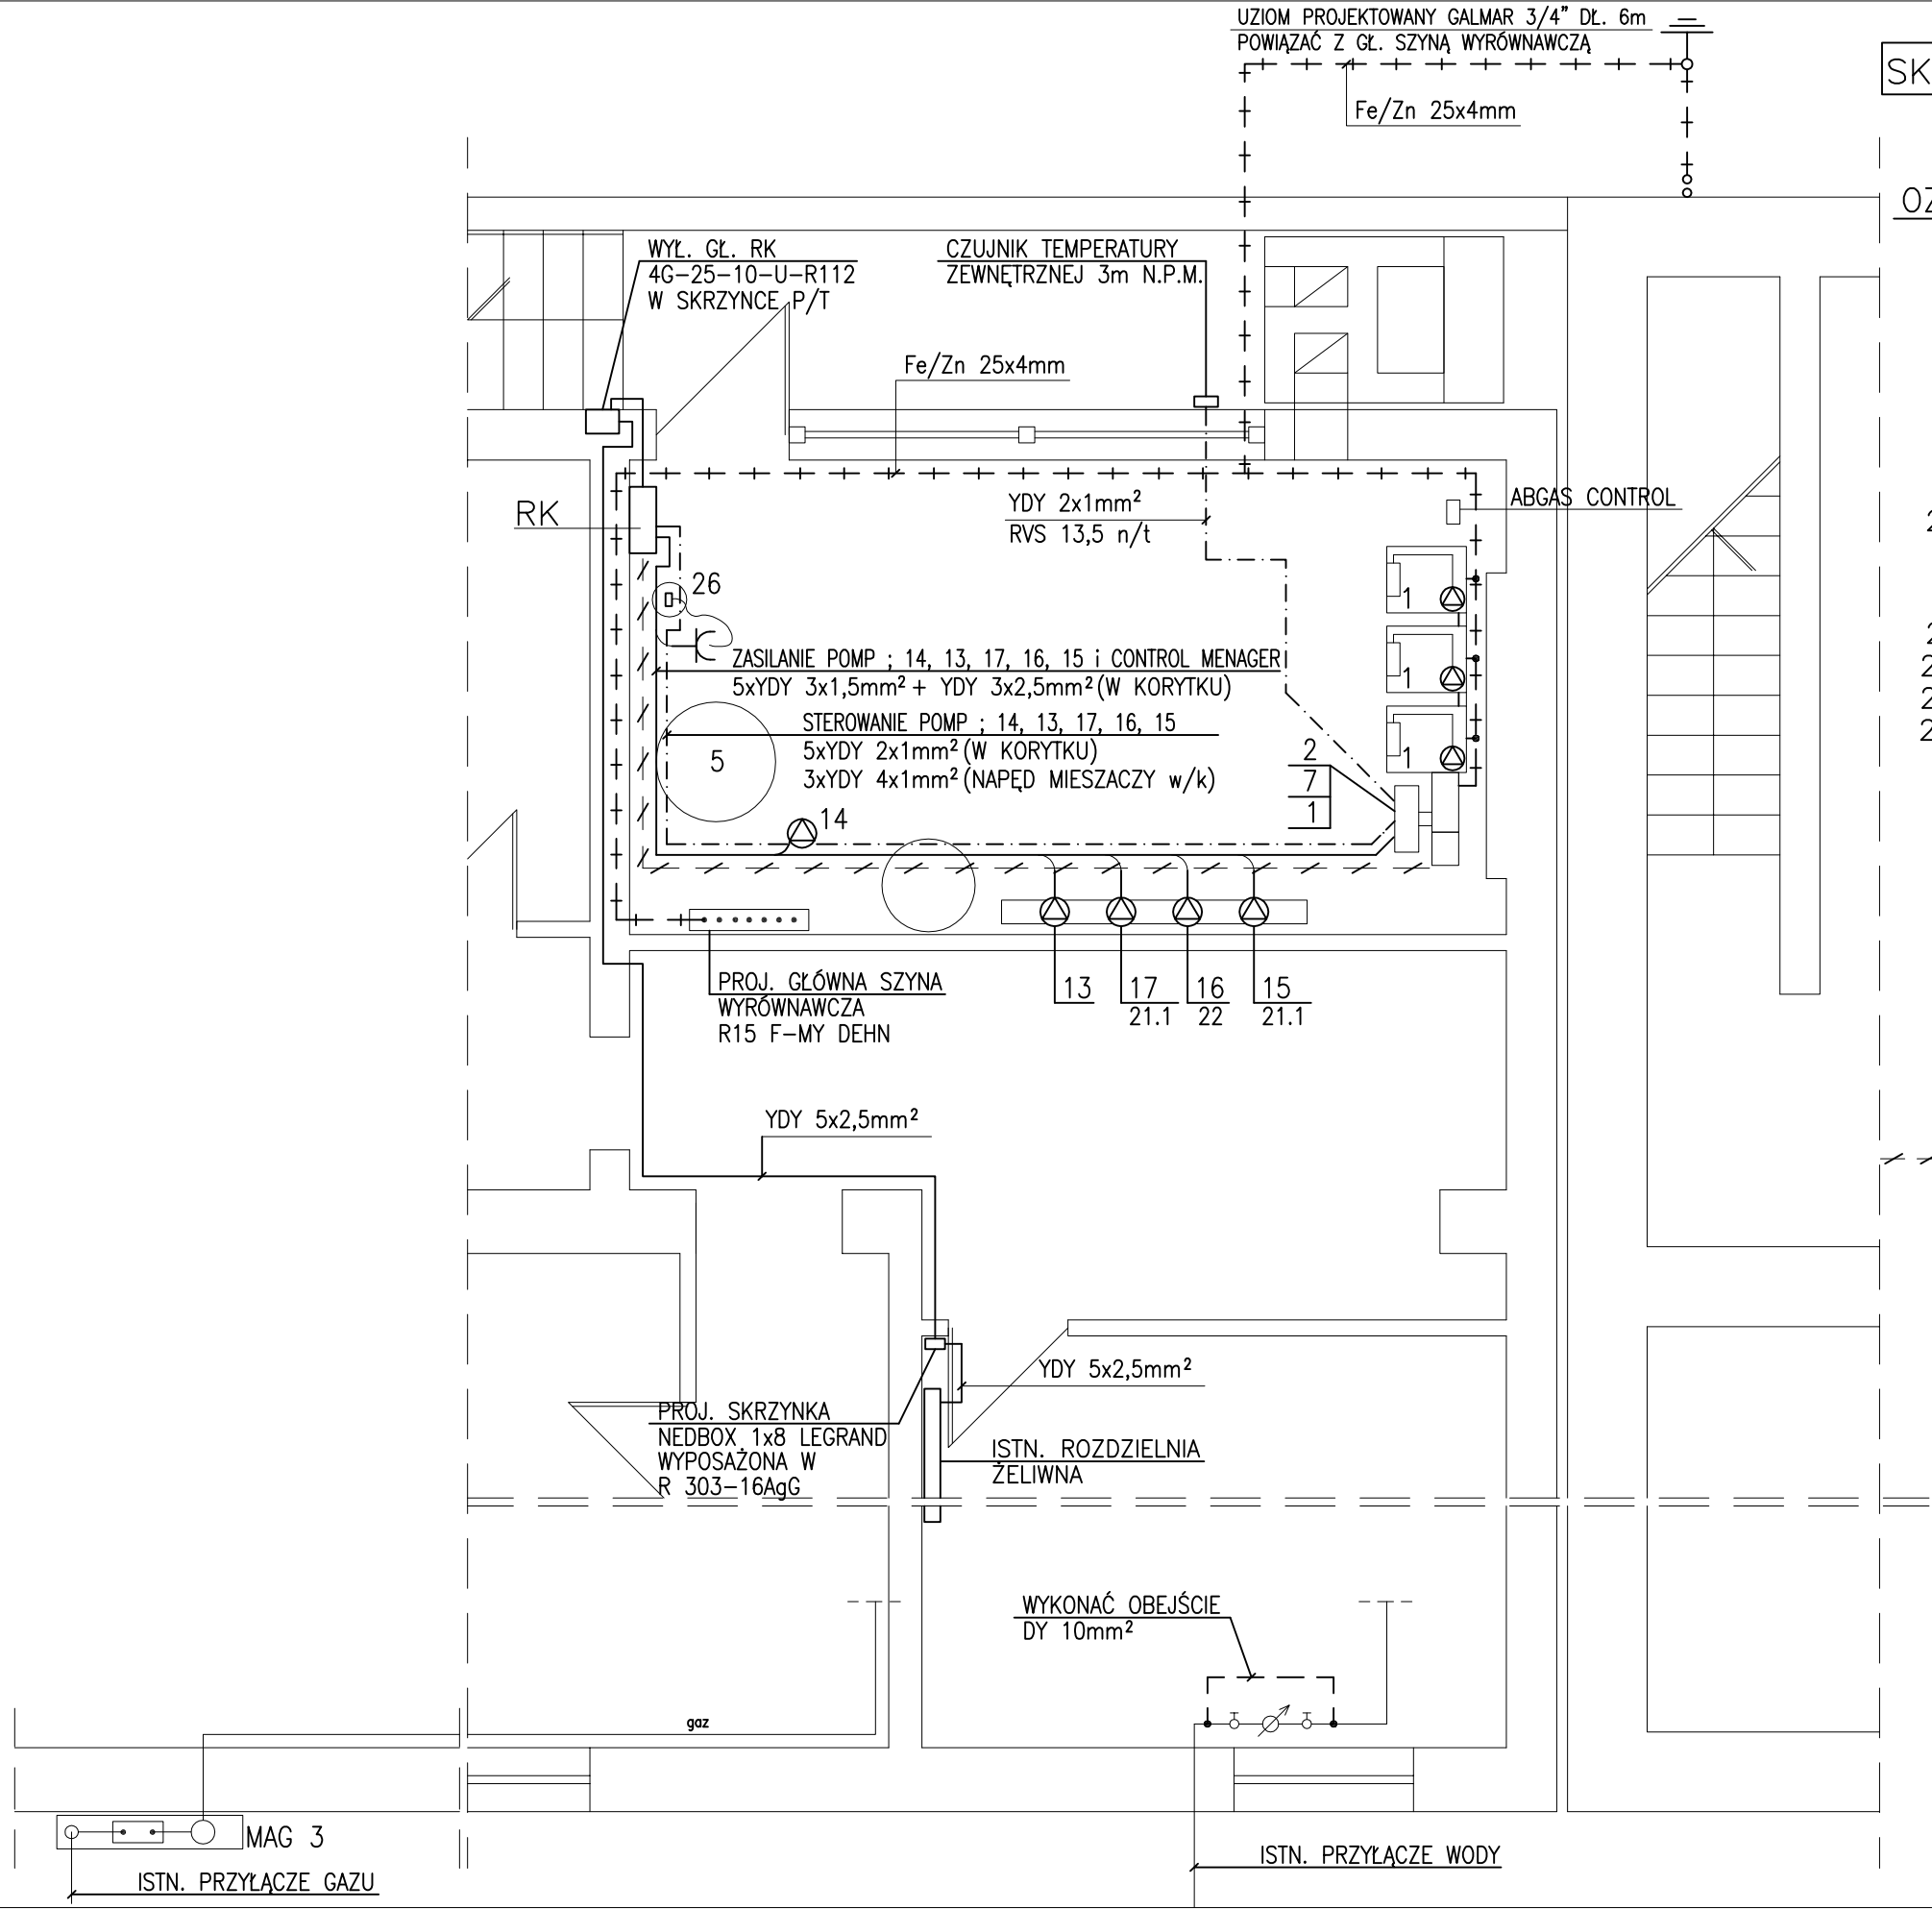 UZIOM PROJEKTOWANY GALMAR 3/4" DŁ. 6m
POWIĄZAĆ Z GŁ. SZYNĄ WYRÓWNAWCZĄ
SK
Fe/Zn 25x4mm
OZ
WYŁ. GŁ. RK
4G-25-10-U-R112
W SKRZYNCE P/T
CZUJNIK TEMPERATURY
ZEWNĘTRZNEJ 3m N.P.M.
Fe/Zn 25x4mm
RK
YDY 2x1mm²
RVS 13,5 n/t
ABGAS CONTROL
2
26
1
ZASILANIE POMP ; 14, 13, 17, 16, 15 i CONTROL MENAGER
5xYDY 3x1,5mm² + YDY 3x2,5mm² (W KORYTKU)
1
2
2
2
2
STEROWANIE POMP ; 14, 13, 17, 16, 15
5xYDY 2x1mm² (W KORYTKU)
3xYDY 4x1mm² (NAPĘD MIESZACZY w/k)
5
1
2
7
1
14
13
17
21.1
16
22
15
21.1
PROJ. GŁÓWNA SZYNA
WYRÓWNAWCZA
R15 F-MY DEHN
YDY 5x2,5mm²
YDY 5x2,5mm²
PROJ. SKRZYNKA
NEDBOX 1x8 LEGRAND
WYPOSAŻONA W
R 303-16AgG
ISTN. ROZDZIELNIA
ŻELIWNA
WYKONAĆ OBEJŚCIE
DY 10mm²
gaz
MAG 3
ISTN. PRZYŁĄCZE GAZU
ISTN. PRZYŁĄCZE WODY